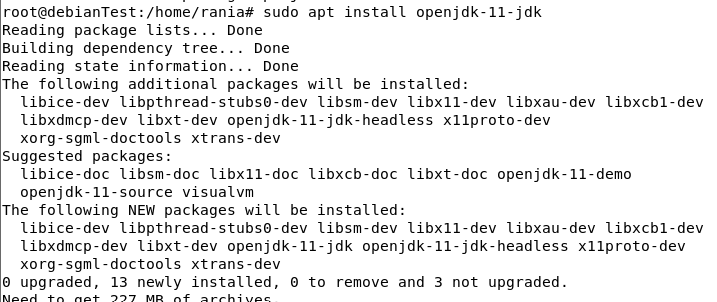 root@debianTest:/home/rania# sudo apt install openjdk-11-jdk
Reading package lists... Done
Building dependency tree... Done
Reading state information... Done
The following additional packages will be installed:
  libice-dev libpthread-stubs0-dev libsm-dev libx11-dev libxau-dev libxcb1-dev
  libxdmcp-dev libxt-dev openjdk-11-jdk-headless x11proto-dev
  xorg-sgml-doctools xtrans-dev
Suggested packages:
  libice-doc libsm-doc libx11-doc libxcb-doc libxt-doc openjdk-11-demo
  openjdk-11-source visualvm
The following NEW packages will be installed:
  libice-dev libpthread-stubs0-dev libsm-dev libx11-dev libxau-dev libxcb1-dev
  libxdmcp-dev libxt-dev openjdk-11-jdk openjdk-11-jdk-headless x11proto-dev
  xorg-sgml-doctools xtrans-dev
0 upgraded, 13 newly installed, 0 to remove and 3 not upgraded.
Need to get 227 MB of archives.